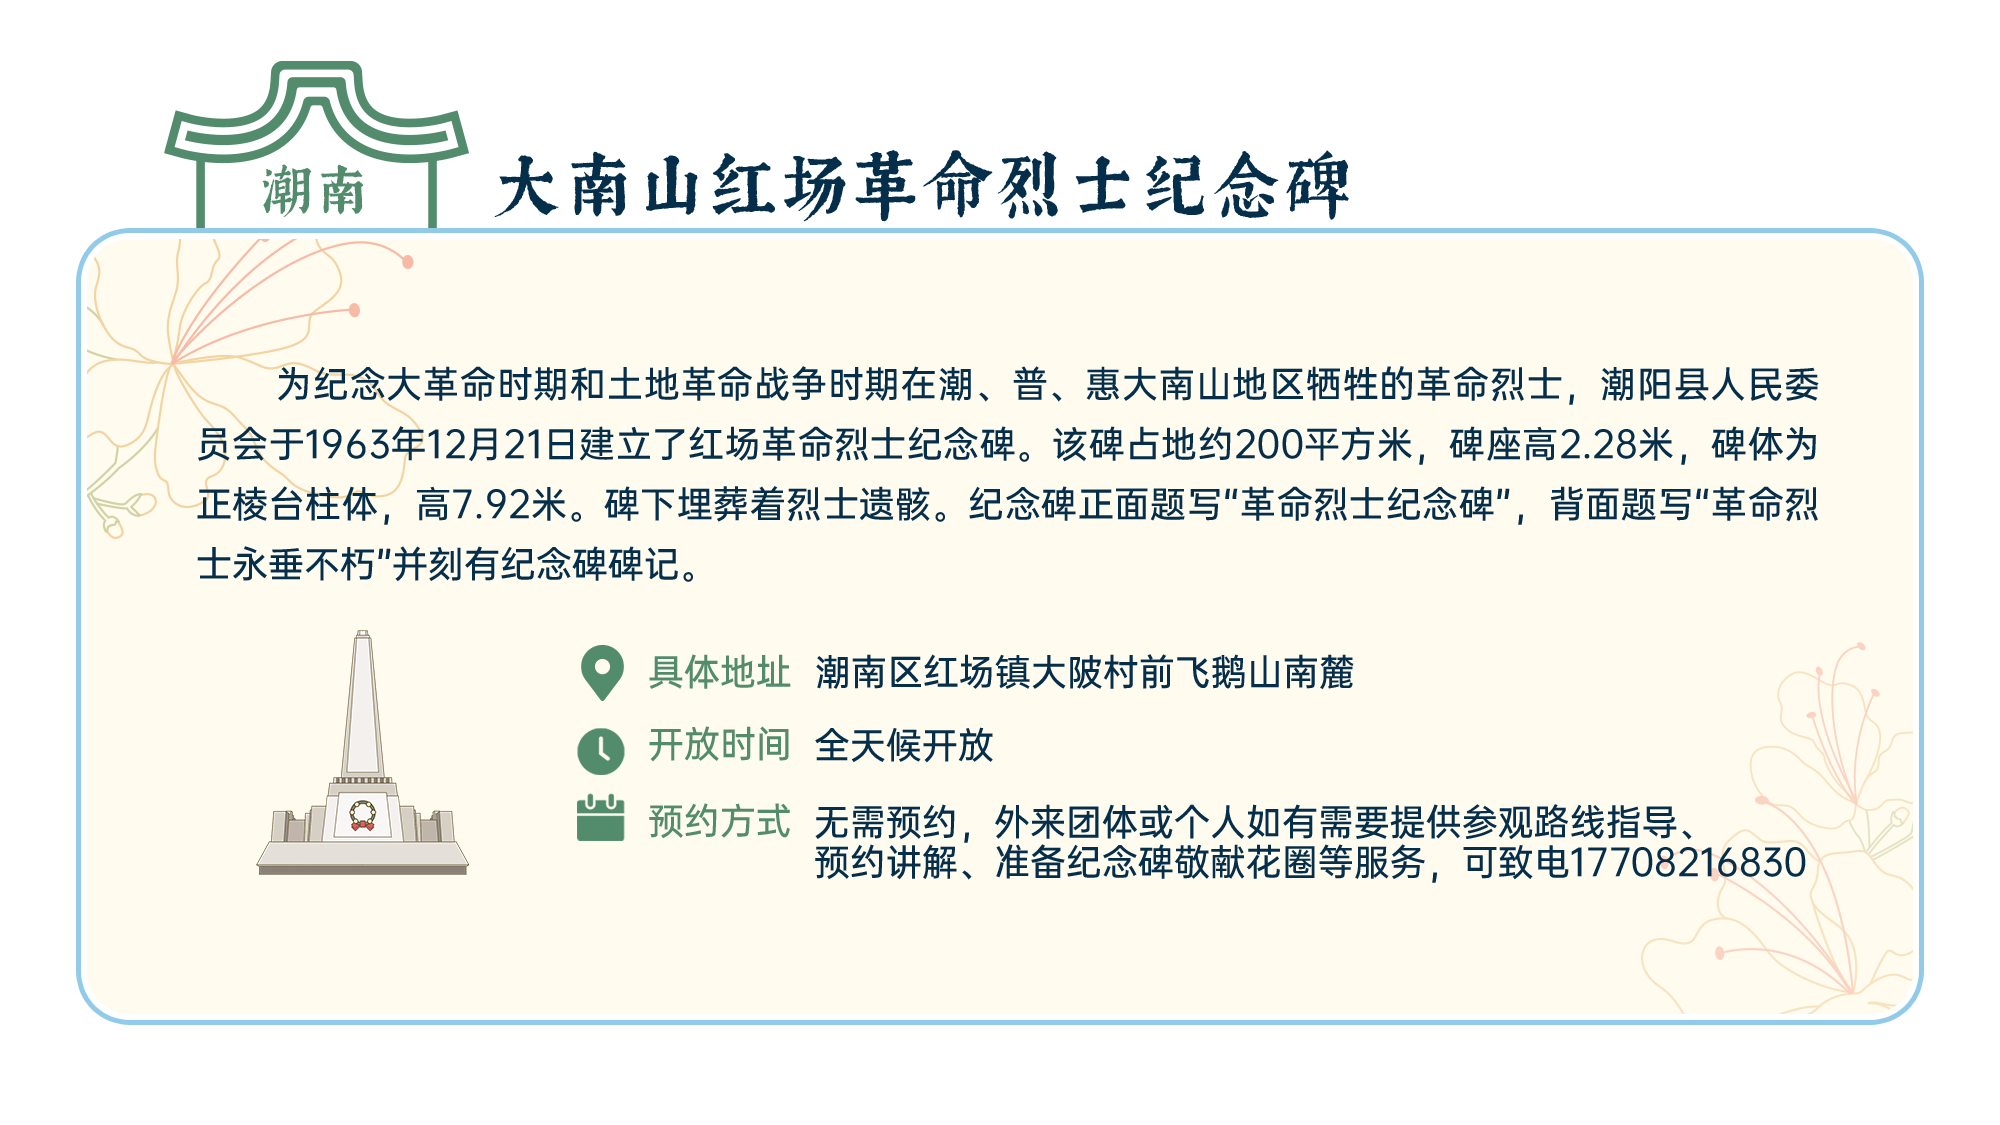 潮南
大南山红场革命烈士纪念碑
为纪念大革命时期和土地革命战争时期在潮、普、惠大南山地区牺牲的革命烈士，潮阳县人民委
员会于1963年12月21日建立了红场革命烈士纪念碑。该碑占地约200平方米，碑座高2.28米，碑体为
正棱台柱体，高7.92米。碑下埋葬着烈士遗骸。纪念碑正面题写“革命烈士纪念碑”，背面题写“革命烈
士永垂不朽”并刻有纪念碑碑记。
具体地址 潮南区红场镇大陂村前飞鹅山南麓
开放时间 全天候开放
预约方式 无需预约，外来团体或个人如有需要提供参观路线指导、
预约讲解、准备纪念碑敬献花圈等服务，可致电17708216830